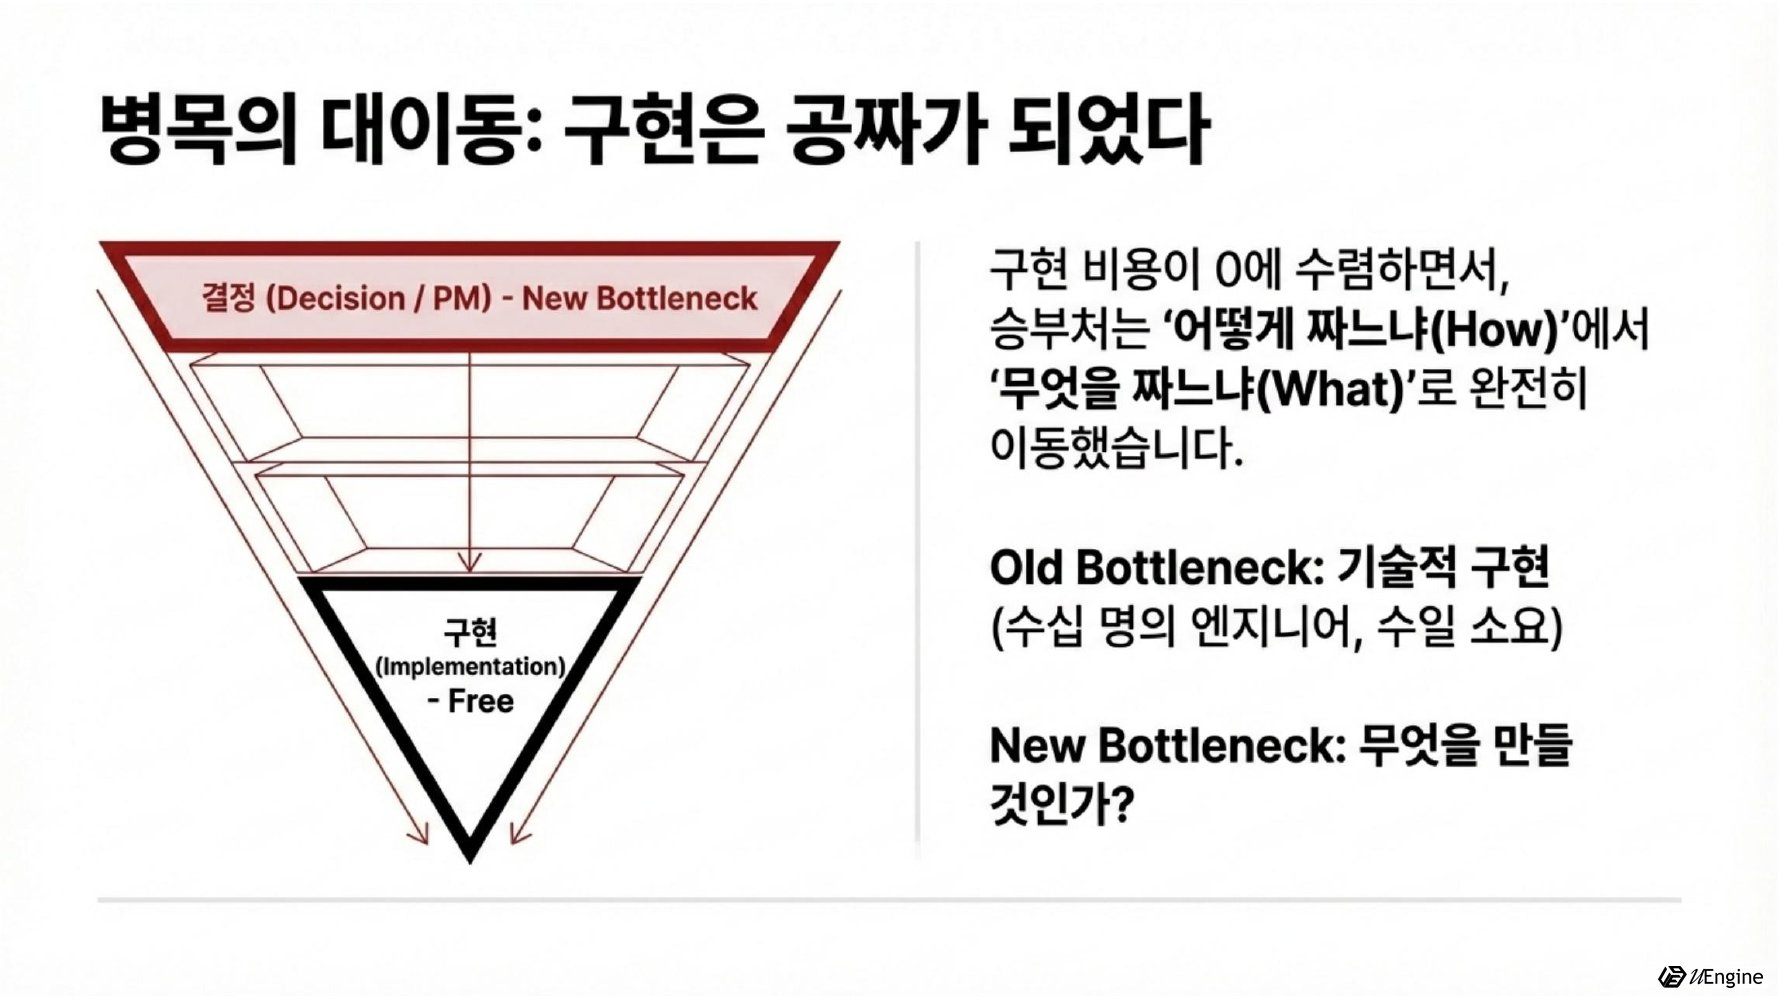 병목의 대이동: 구현은 공짜가 되었다
결정 (Decision / PM) - New Bottleneck
구현
(Implementation)
- Free
구현 비용이 0에 수렴하면서,
승부처는 ‘어떻게 짜느냐(How)’에서
‘무엇을 짜느냐(What)’로 완전히
이동했습니다.
Old Bottleneck: 기술적 구현
(수십 명의 엔지니어, 수일 소요)
New Bottleneck: 무엇을 만들
것인가?
uEngine